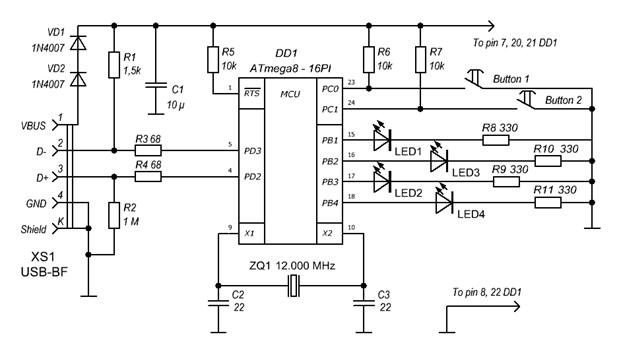 VD1
1N4007
VD2
1N4007
R1
1,5k
C1
10 µ
R5
10k
DD1
ATmega8 - 16PI
R6
10k
R7
10k
To pin 7, 20, 21 DD1
1
RTS
MCU
PC0
23
Button 1
PC1
24
Button 2
VBUS
1
D-
2
R3 68
5
PD3
D+
3
R4 68
4
PD2
GND
4
Shield
K
R2
1 M
XS1
USB-BF
PB1
15
LED1
R8 330
PB2
16
LED3
R10 330
PB3
17
LED2
R9 330
PB4
18
LED4
R11 330
9
X1
X2
10
ZQ1 12.000 MHz
C2
22
C3
22
To pin 8, 22 DD1